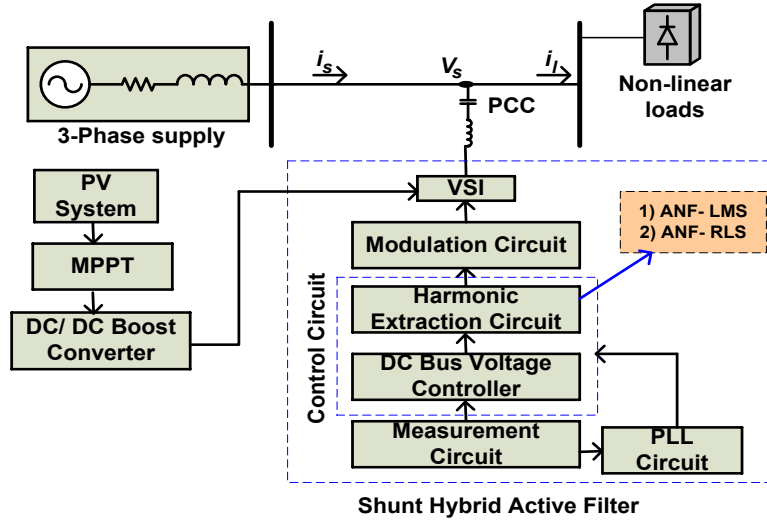 i_s
V_s
i_l
PCC
Non-linear
loads
3-Phase supply
PV
System
MPPT
DC/ DC Boost
Converter
VSI
Modulation Circuit
1) ANF- LMS
2) ANF- RLS
Control Circuit
Harmonic
Extraction Circuit
DC Bus Voltage
Controller
Measurement
Circuit
PLL
Circuit
Shunt Hybrid Active Filter